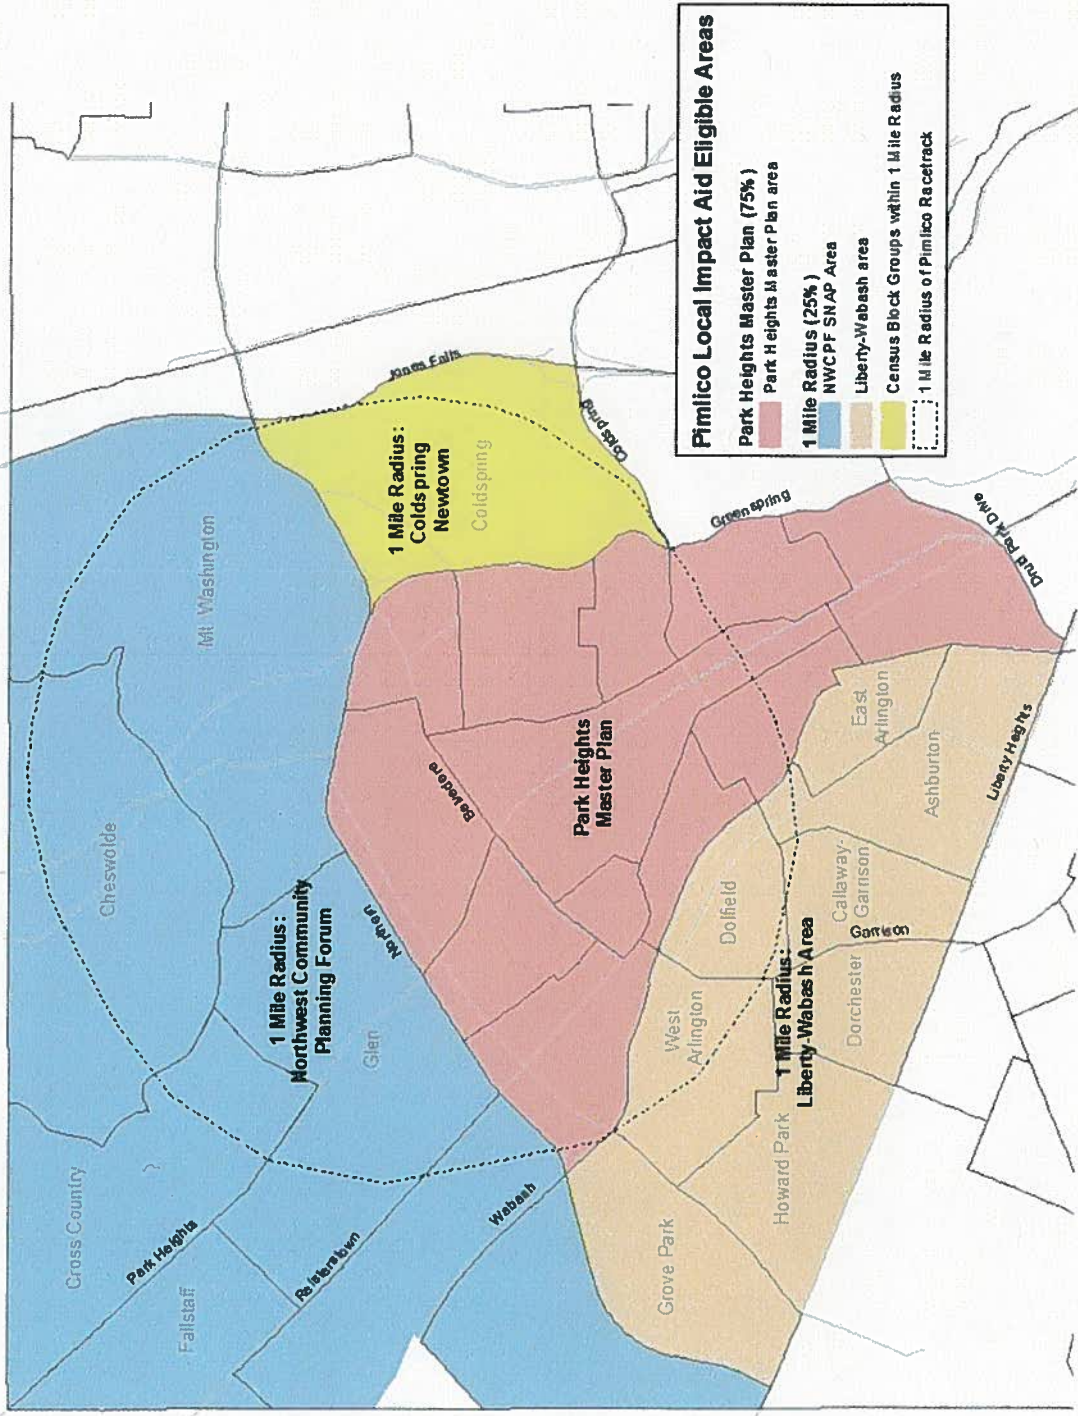 Pimlico Local Impact Aid Eligible Areas
Park Heights Master Plan (75%)
Park Heights Master Plan area
1 Mile Radius (25%)
NWCPF SNAP Area
Liberty-Wabash area
Census Block Groups within 1 Mile Radius
1 Mile Radius of Pimlico Racetrack
Cross Country
Cheswolde
Mt Washington
Fallstaff
Park Heights
Reisterstown
Wabash
1 Mile Radius:
Northwest Community
Planning Forum
Glen
Northern
Belvedere
Jones Falls
1 Mile Radius:
Coldspring
Newtown
Coldspring
Coldspring
Greenspring
Druid Park Drive
Park Heights
Master Plan
Grove Park
Howard Park
West
Arlington
Dolfield
1 Mile Radius:
Liberty-Wabash Area
Dorchester
Callaway-
Garrison
Garrison
East
Arlington
Ashburton
Liberty Heights